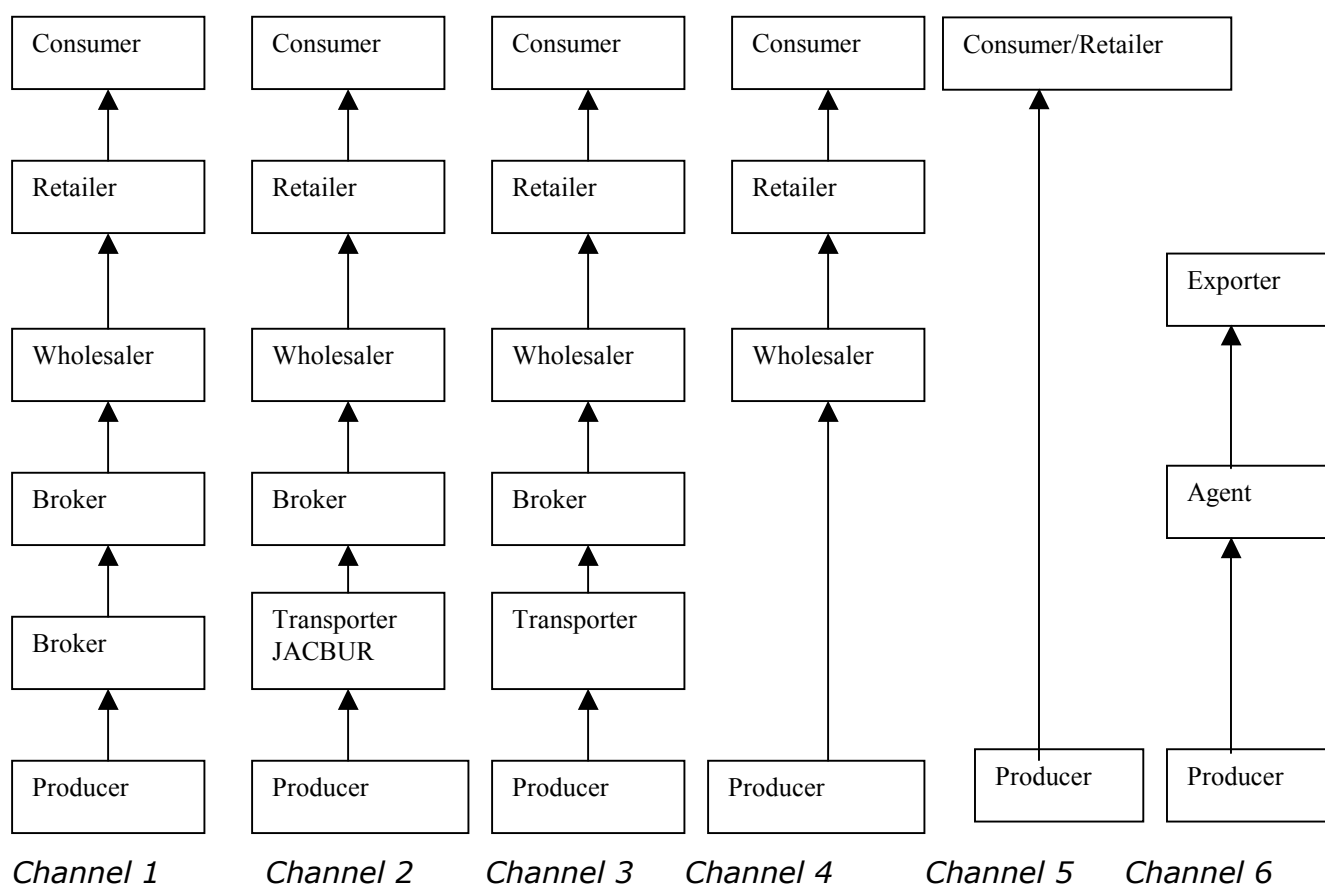 Consumer
Consumer
Consumer
Consumer
Consumer/Retailer
Retailer
Retailer
Retailer
Retailer
Exporter
Wholesaler
Wholesaler
Wholesaler
Wholesaler
Broker
Broker
Broker
Agent
Broker
Transporter
JACBUR
Transporter
Producer
Producer
Producer
Producer
Producer
Producer
Channel 1
Channel 2
Channel 3
Channel 4
Channel 5
Channel 6